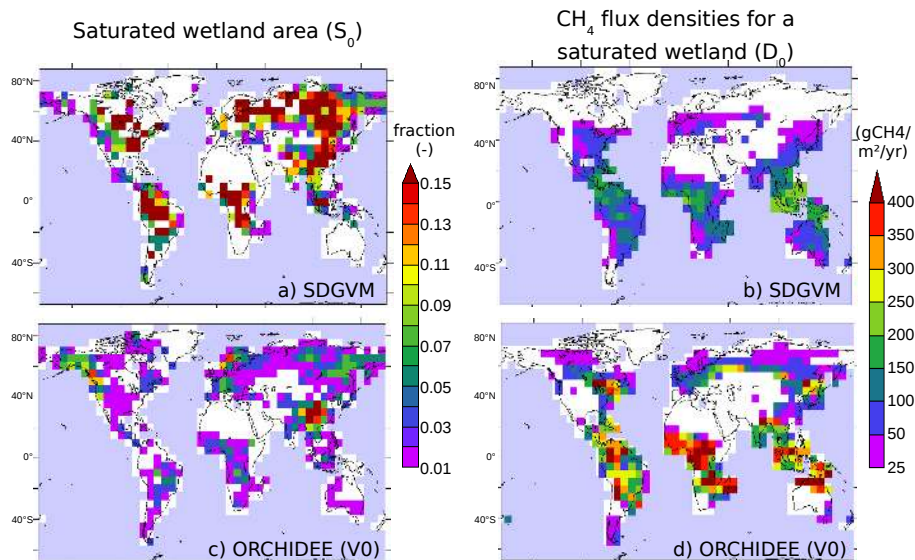 Saturated wetland area (S₀)
CH₄ flux densities for a
saturated wetland (D₀)
80°N
40°N
0°
40°S
a) SDGVM
fraction
(-)
0.15
0.13
0.11
0.09
0.07
0.05
0.03
0.01
80°N
40°N
0°
40°S
b) SDGVM
(gCH4/
m²/yr)
400
350
300
250
200
150
100
50
25
80°N
40°N
0°
40°S
c) ORCHIDEE (V0)
80°N
40°N
0°
40°S
d) ORCHIDEE (V0)